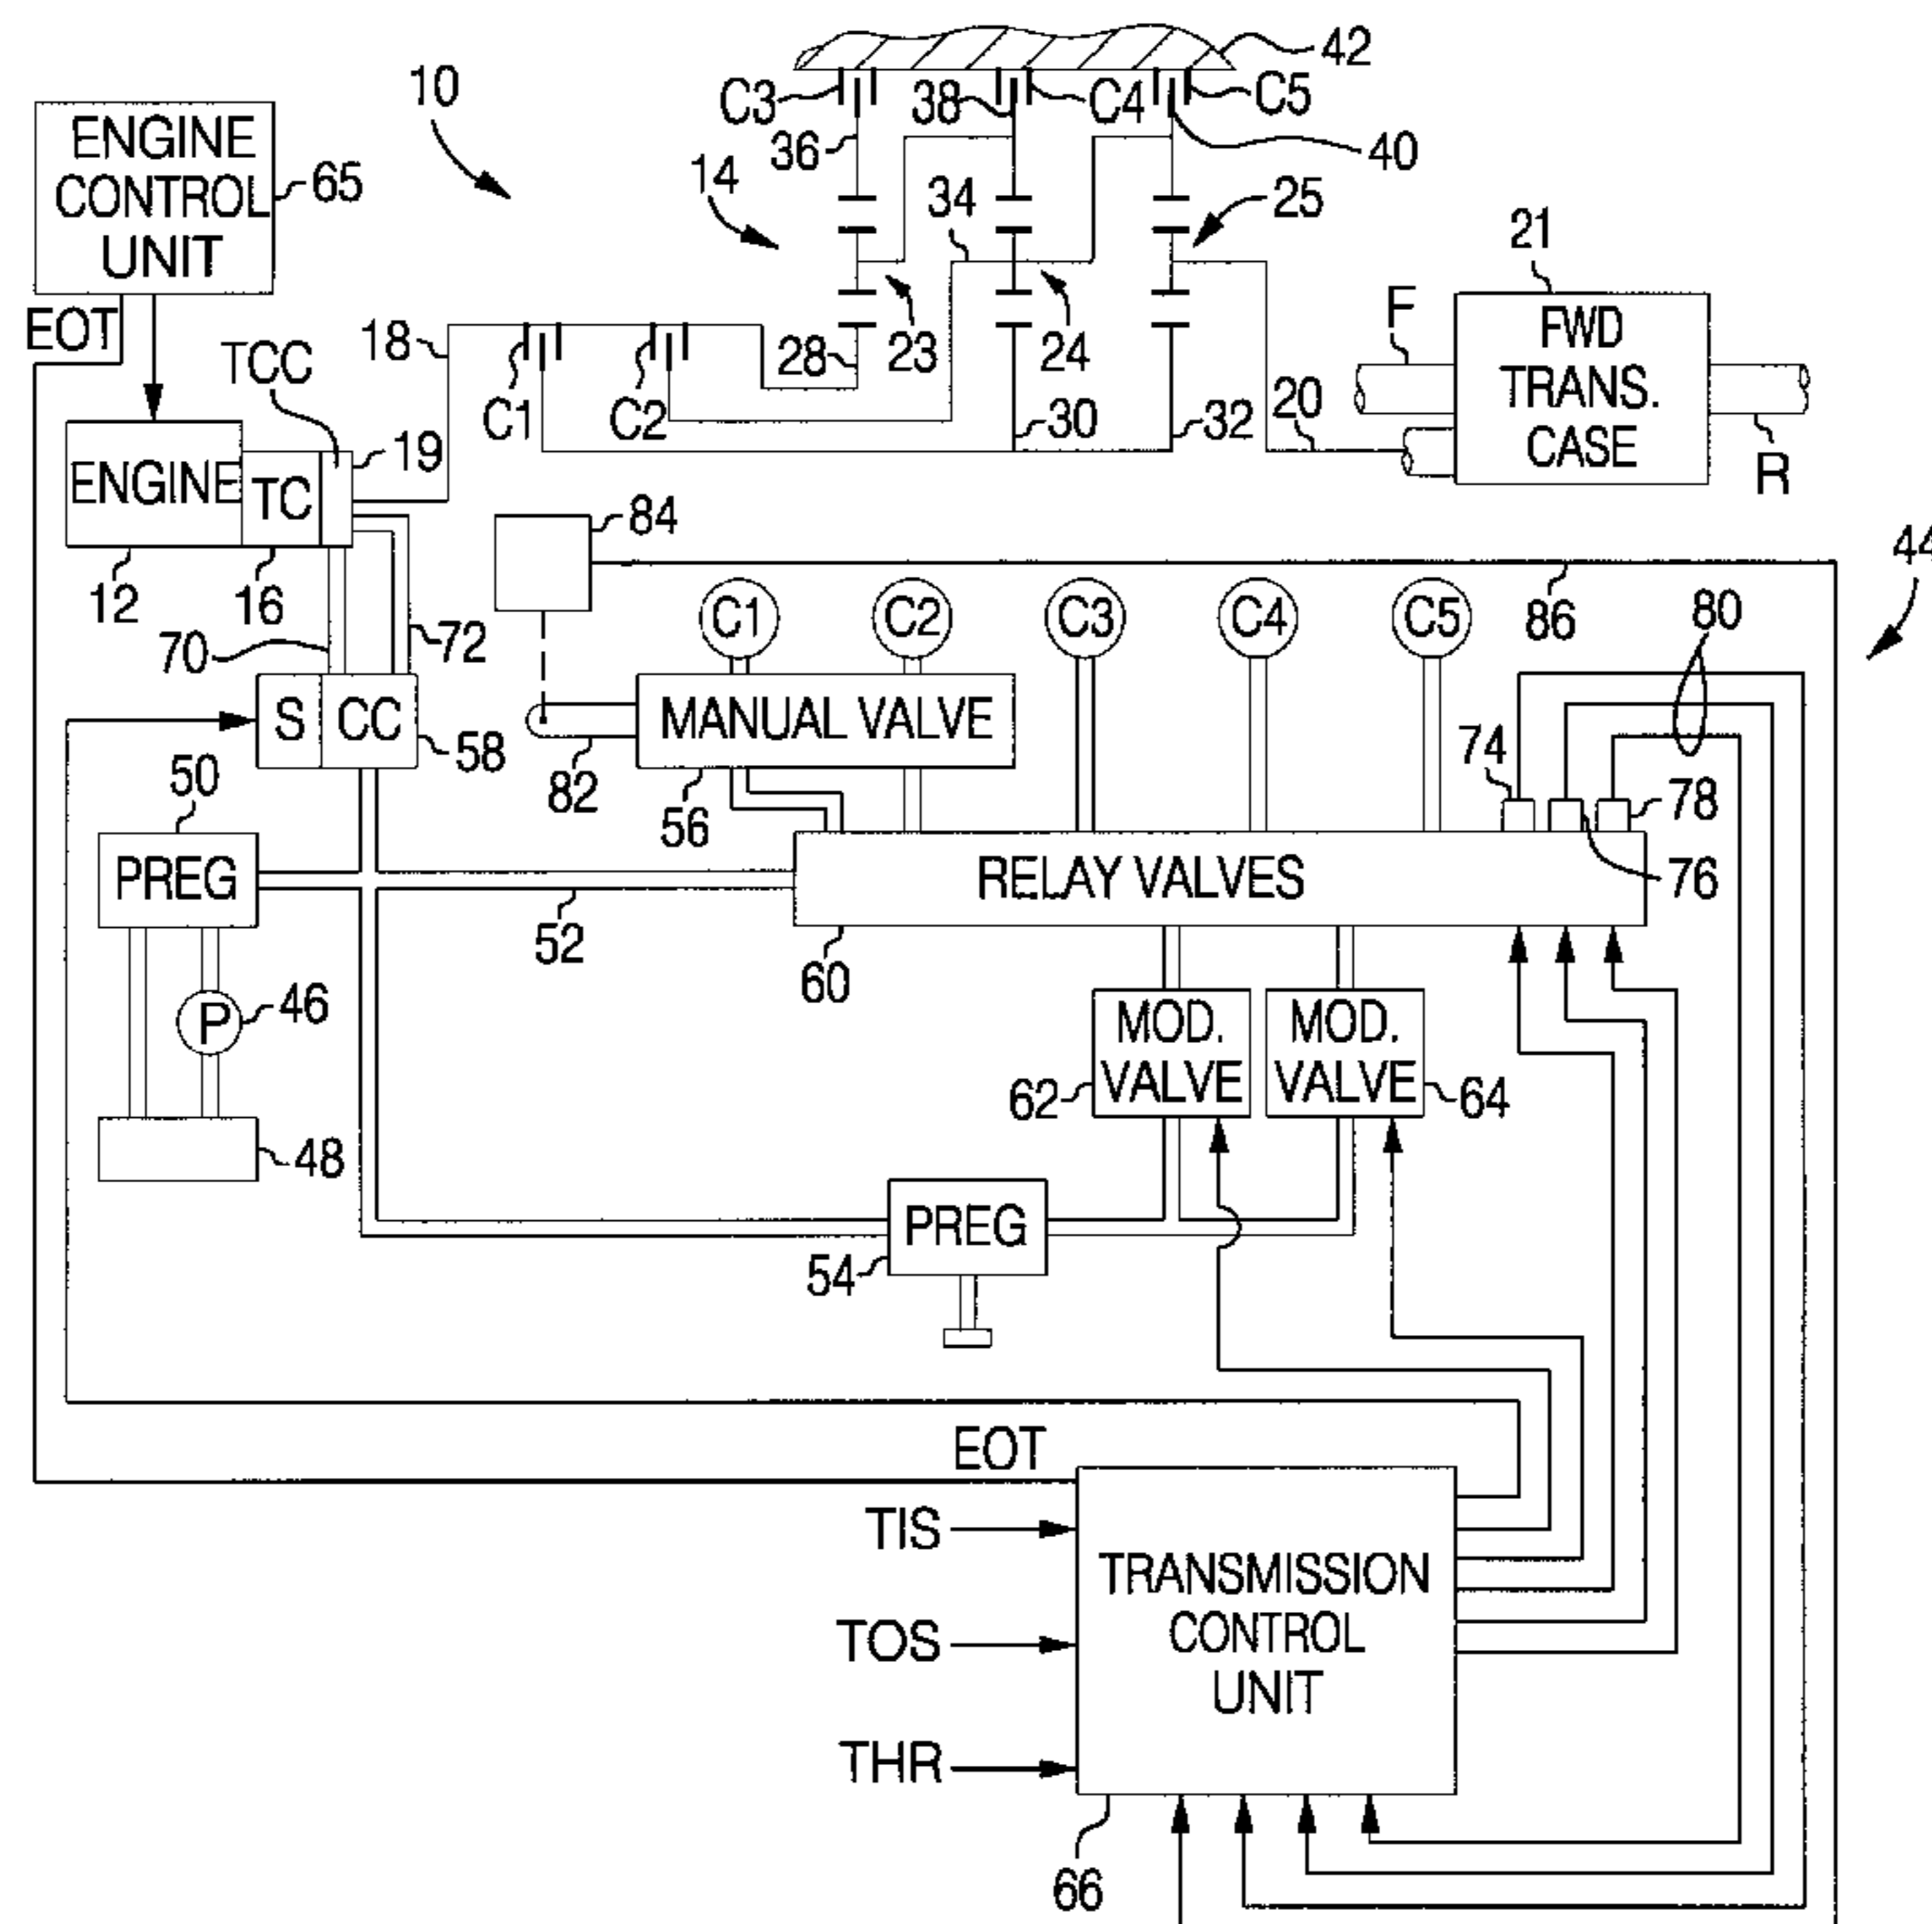 42
C3
38
C4
C5
10
36
40
ENGINE
CONTROL
UNIT
65
14
34
25
21
EOT
18
TCC
28
23
24
F
FWD
TRANS.
CASE
C1
C2
30
32
20
R
19
ENGINE
TC
84
44
12
16
70
72
C1
C2
C3
C4
C5
86
80
S
CC
58
MANUAL VALVE
82
56
74
78
50
PREG
RELAY VALVES
76
52
60
P
46
MOD.
VALVE
MOD.
VALVE
62
64
48
PREG
54
EOT
TIS
TOS
THR
TRANSMISSION
CONTROL
UNIT
66